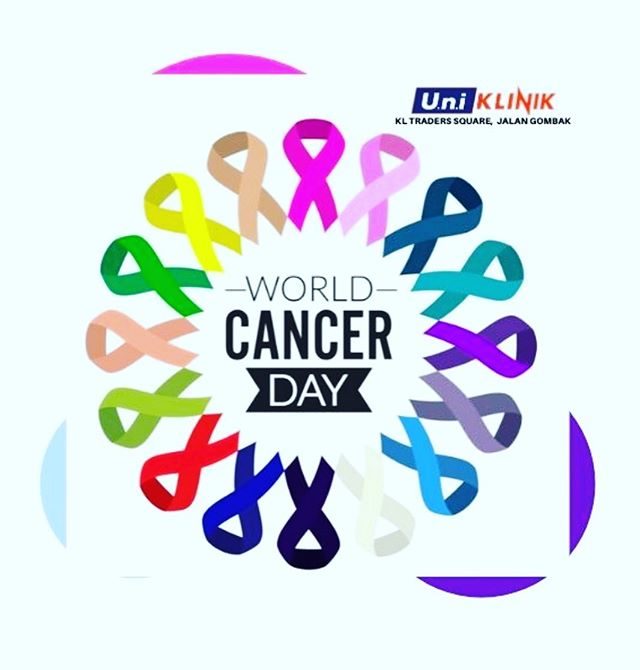 U.n.i KLINIK
KL TRADERS SQUARE, JALAN GOMBAK
WORLD
CANCER
DAY